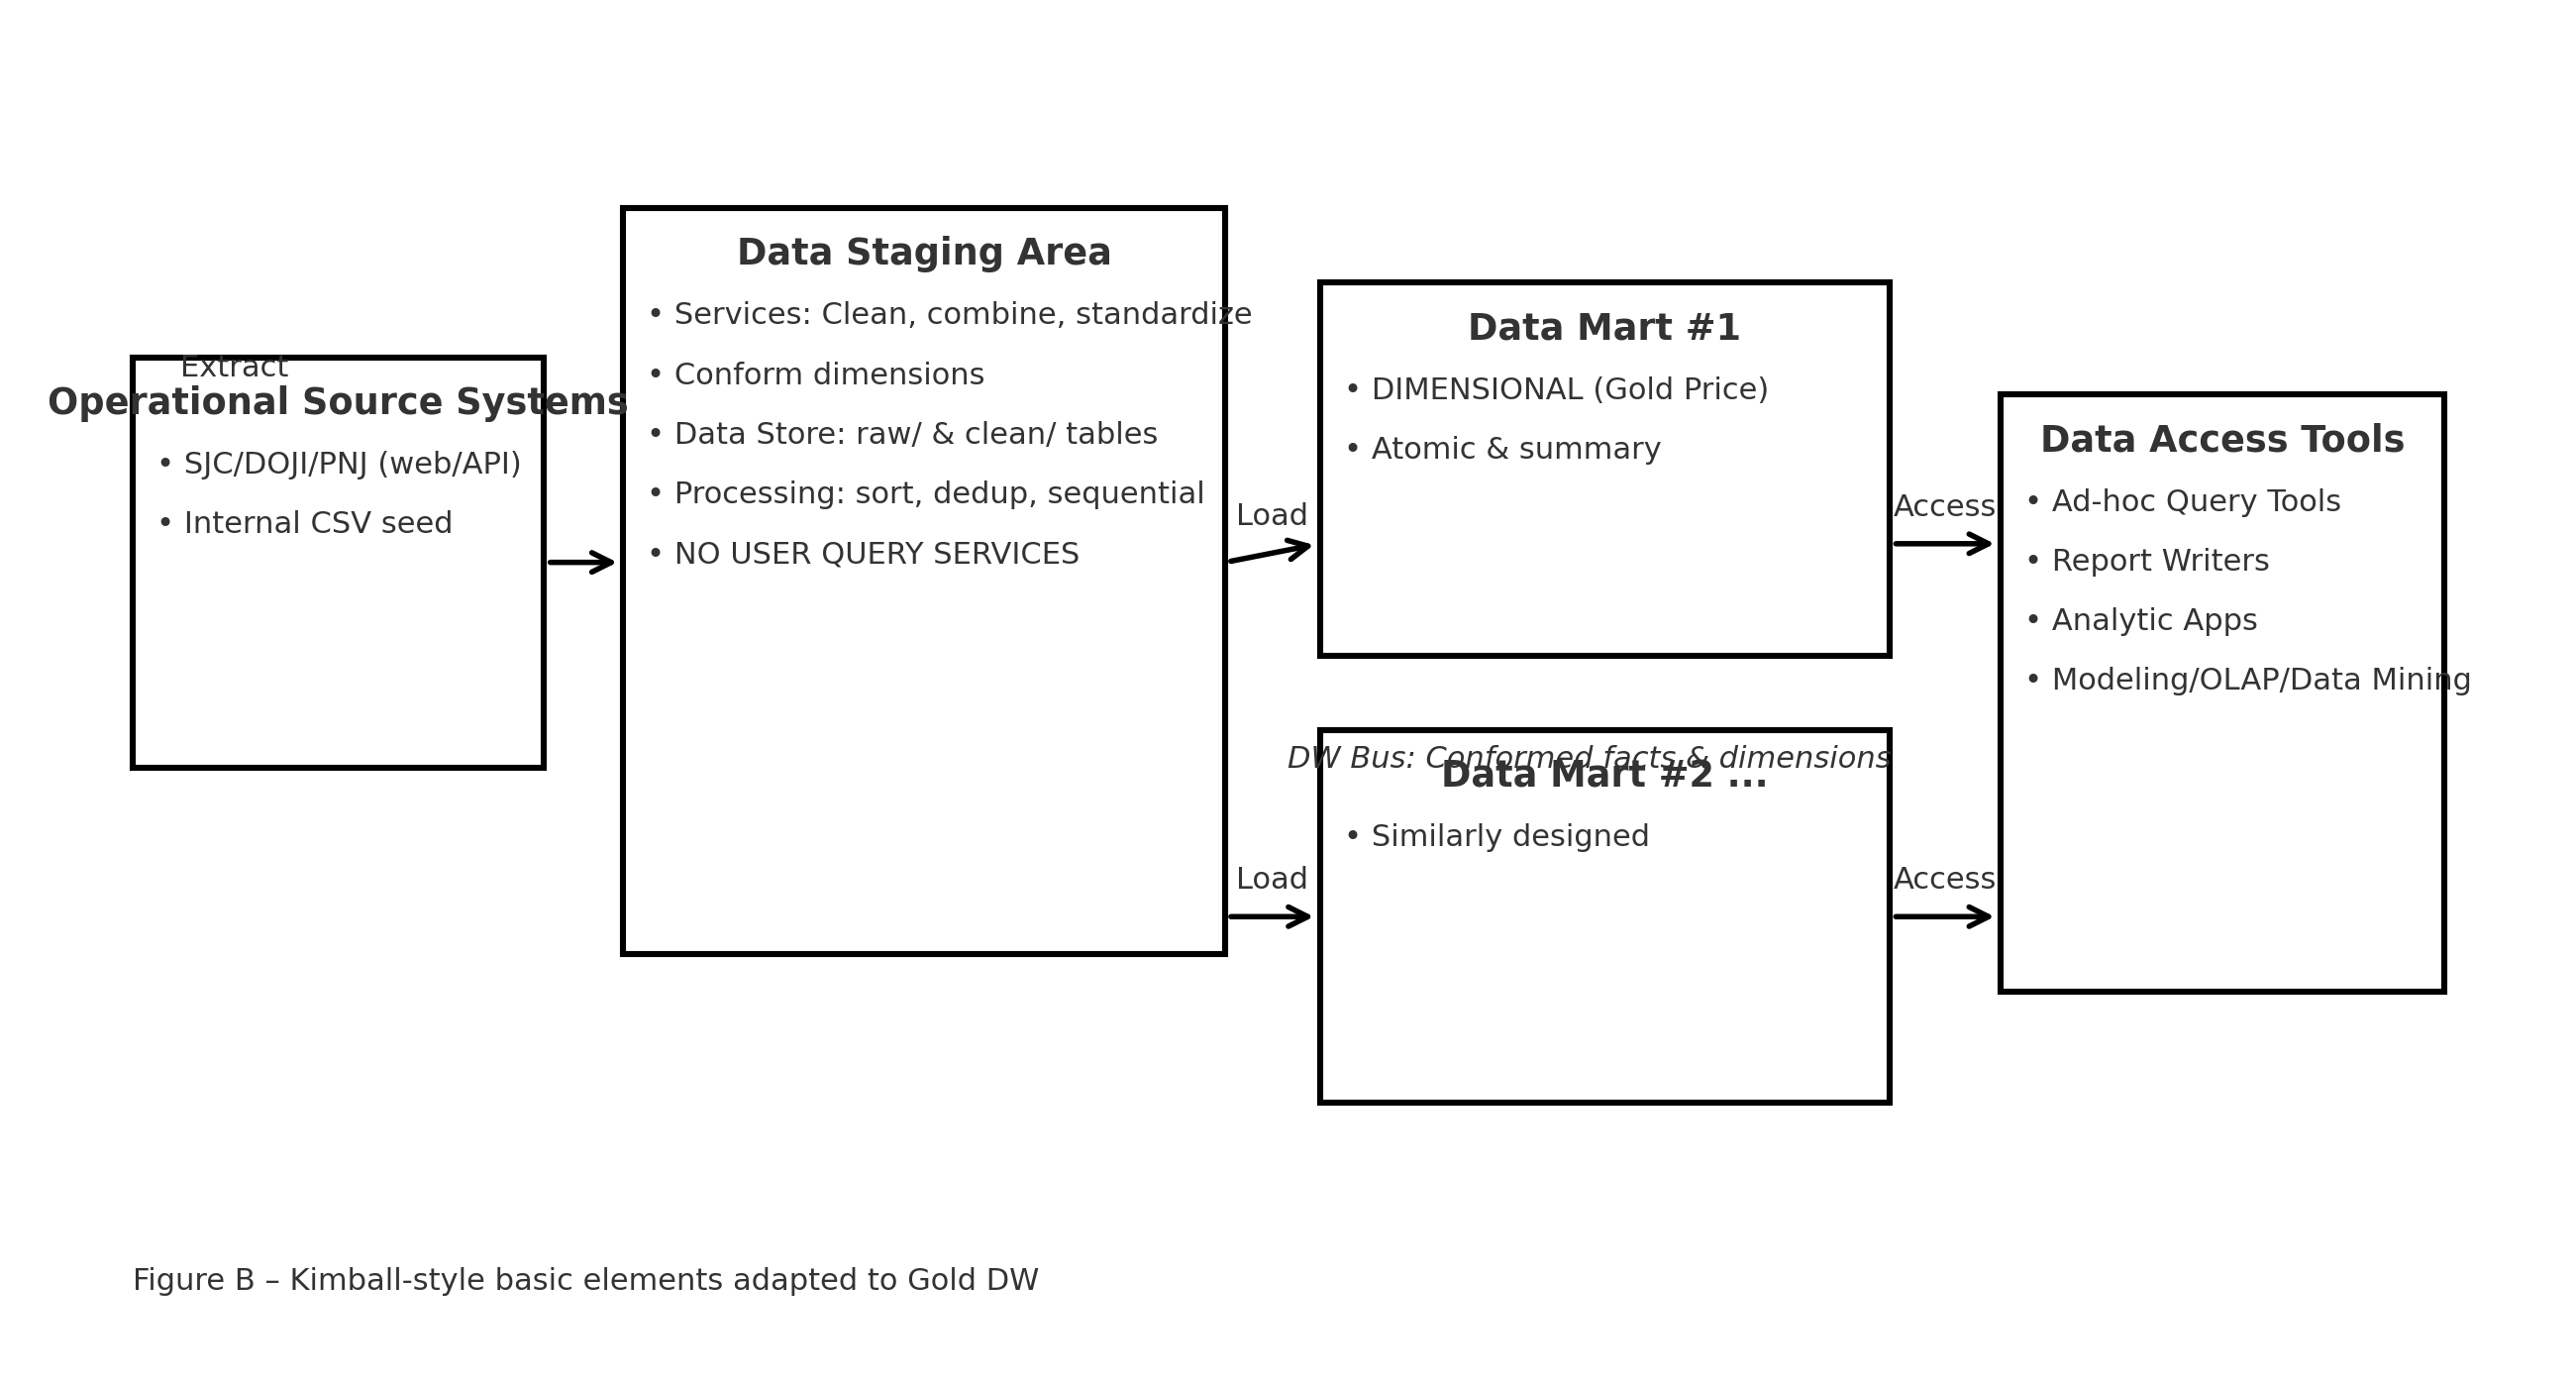 Extract
Operational Source Systems
• SJC/DOJI/PNJ (web/API)
• Internal CSV seed
Data Staging Area
• Services: Clean, combine, standardize
• Conform dimensions
• Data Store: raw/ & clean/ tables
• Processing: sort, dedup, sequential
• NO USER QUERY SERVICES
Load
Load
Data Mart #1
• DIMENSIONAL (Gold Price)
• Atomic & summary
DW Bus: Conformed facts & dimensions
Data Mart #2 ...
• Similarly designed
Access
Access
Data Access Tools
• Ad-hoc Query Tools
• Report Writers
• Analytic Apps
• Modeling/OLAP/Data Mining
Figure B – Kimball-style basic elements adapted to Gold DW